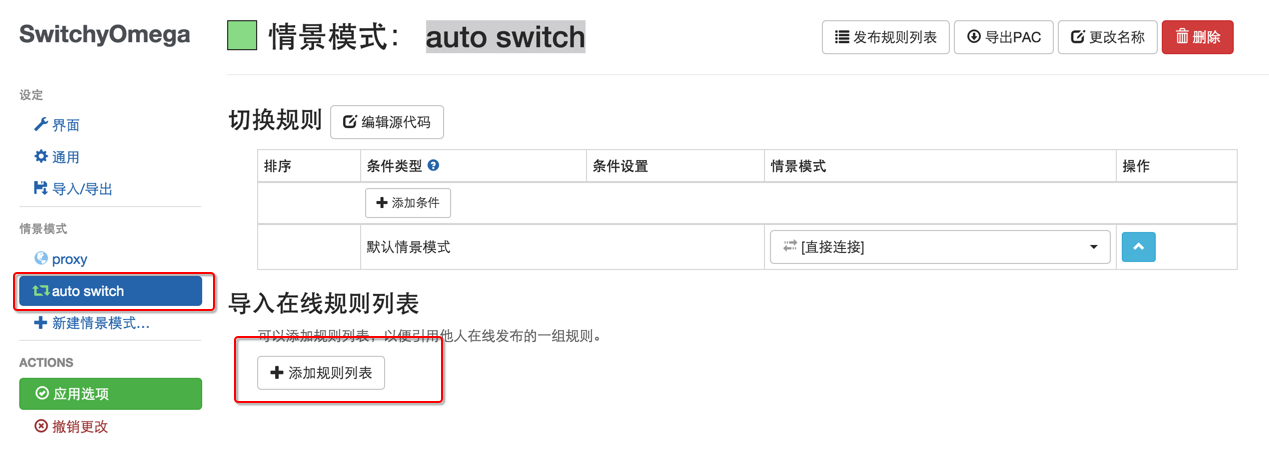 SwitchyOmega
设定
界面
通用
导入/导出
情景模式
proxy
auto switch
新建情景模式...
ACTIONS
应用选项
撤销更改
情景模式： auto switch
发布规则列表 导出PAC 更改名称 删除
切换规则 编辑源代码
排序 条件类型 条件设置 情景模式 操作
添加条件
默认情景模式 [直接连接]
导入在线规则列表
可以添加规则列表，以便引用他人在线发布的一组规则。
添加规则列表